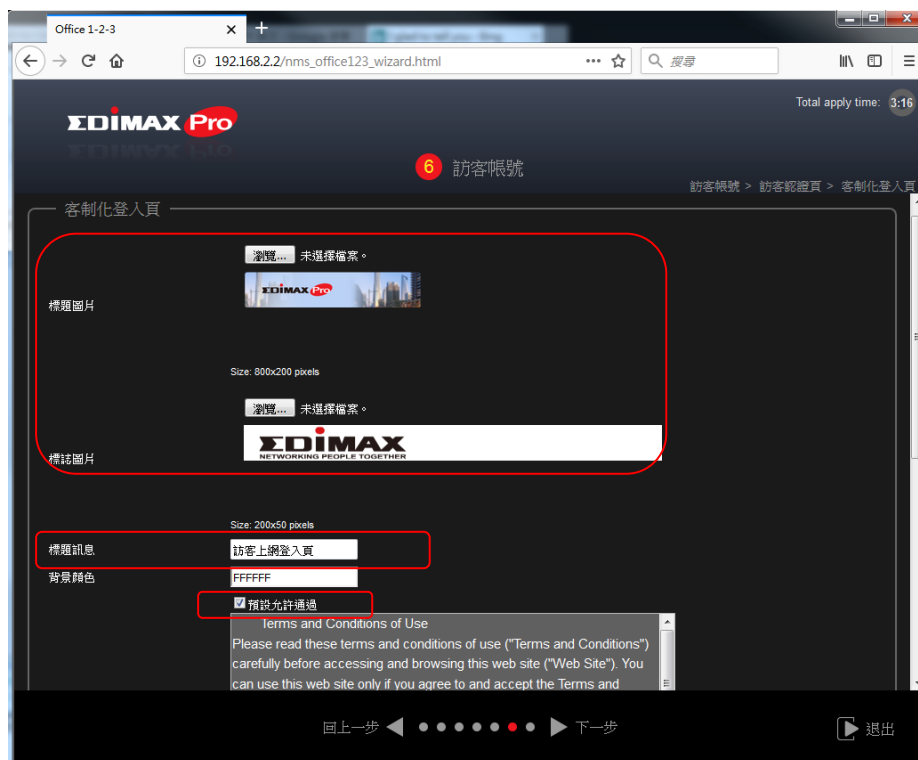 Office 1-2-3
192.168.2.2/nms_office123_wizard.html
搜尋
Total apply time: 3:16
EDIMAX Pro
6 訪客帳號
訪客帳號 > 訪客認證頁 > 客制化登入頁
客制化登入頁
瀏覽... 未選擇檔案。
EDIMAX Pro
標題圖片
Size: 800x200 pixels
瀏覽... 未選擇檔案。
EDIMAX
NETWORKING PEOPLE TOGETHER
標誌圖片
Size: 200x50 pixels
標題訊息 訪客上網登入頁
背景顏色 FFFFFF
預設允許通過
Terms and Conditions of Use
Please read these terms and conditions of use ("Terms and Conditions")
carefully before accessing and browsing this web site ("Web Site"). You
can use this web site only if you agree to and accept the Terms and
回上一步 下一步 退出